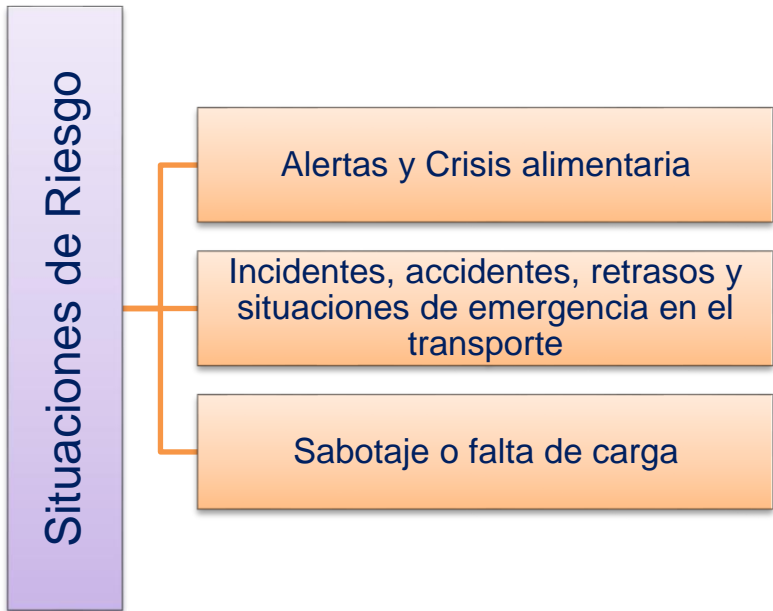 Situaciones de Riesgo
Alertas y Crisis alimentaria
Incidentes, accidentes, retrasos y
situaciones de emergencia en el
transporte
Sabotaje o falta de carga